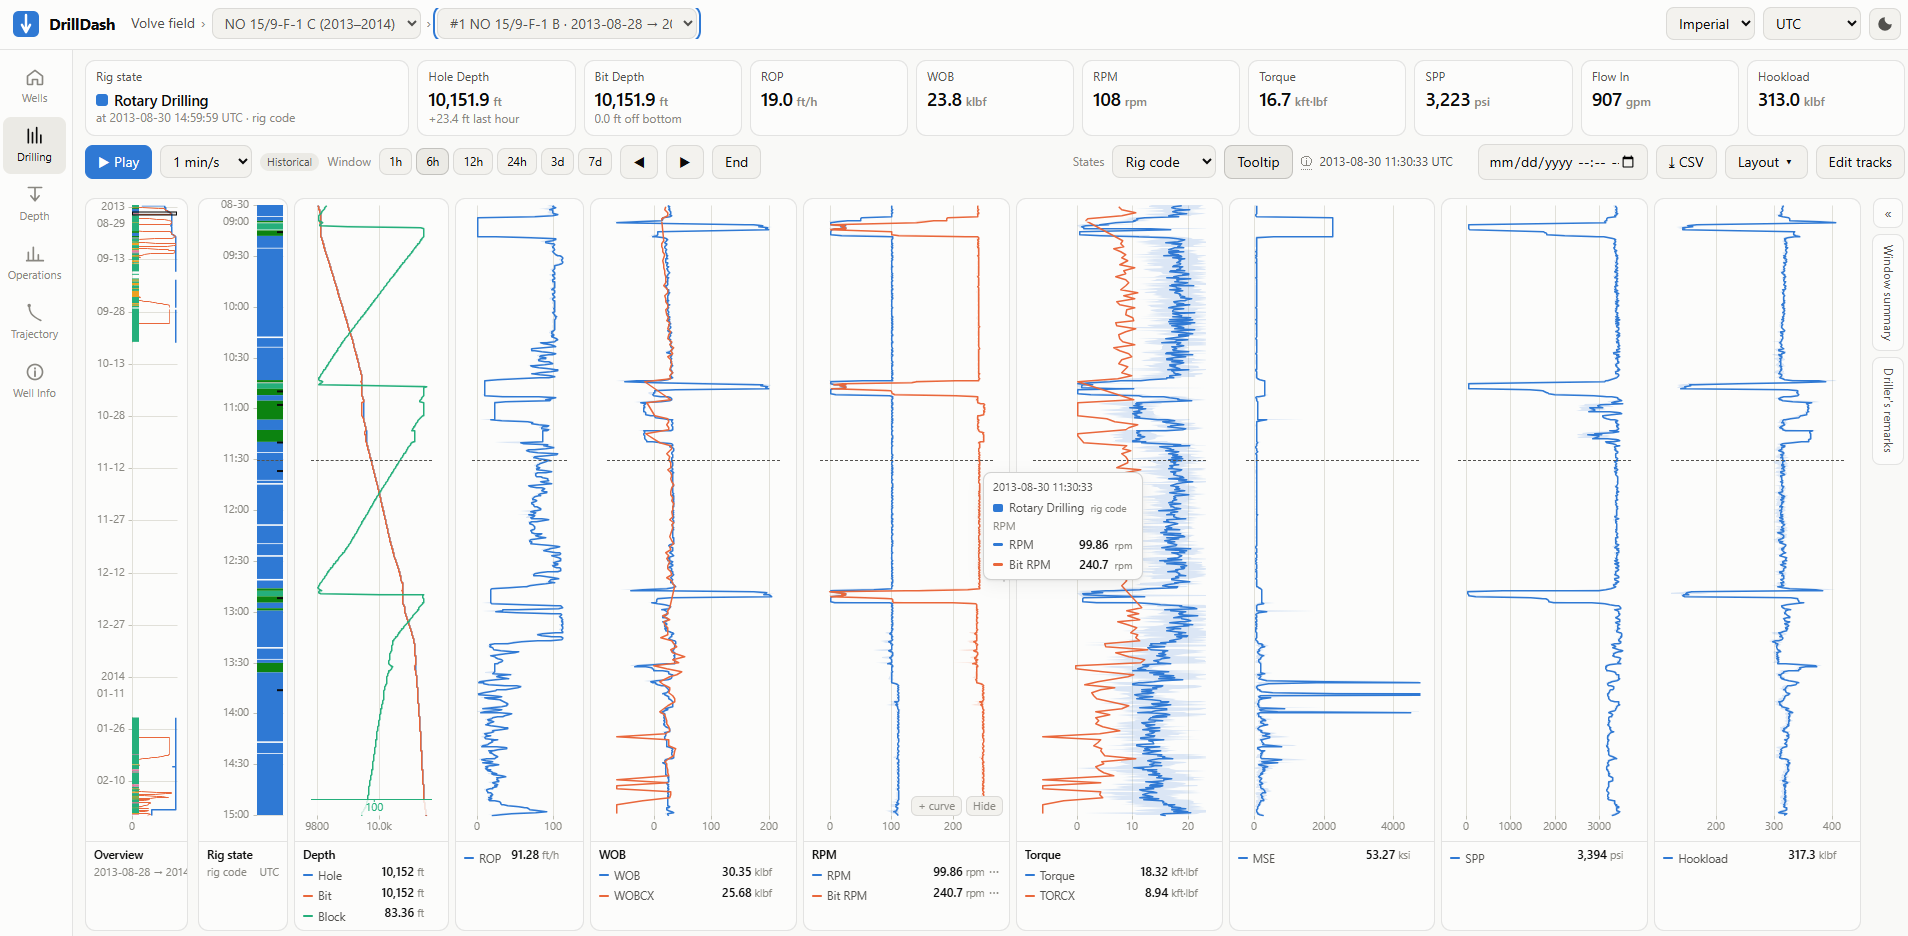 DrillDash Volve field › NO 15/9-F-1 C (2013–2014) › #1 NO 15/9-F-1 B · 2013-08-28 → 20 Imperial UTC
Wells
Drilling
Depth
Operations
Trajectory
Well Info
Rig state
Rotary Drilling
at 2013-08-30 14:59:59 UTC · rig code
Hole Depth
10,151.9 ft
+23.4 ft last hour
Bit Depth
10,151.9 ft
0.0 ft off bottom
ROP
19.0 ft/h
WOB
23.8 klbf
RPM
108 rpm
Torque
16.7 kft·lbf
SPP
3,223 psi
Flow In
907 gpm
Hookload
313.0 klbf
▶ Play 1 min/s Historical Window 1h 6h 12h 24h 3d 7d ◀ ▶ End States Rig code Tooltip ⓘ 2013-08-30 11:30:33 UTC mm/dd/yyyy --:-- -- ⤓ CSV Layout ▾ Edit tracks
2013
08-29
09-13
09-28
10-13
10-28
11-12
11-27
12-12
12-27
2014
01-11
01-26
02-10
0
Overview
2013-08-28 → 2014
08-30
09:00
09:30
10:00
10:30
11:00
11:30
12:00
12:30
13:00
13:30
14:00
14:30
15:00
Rig state
rig code UTC
100
9800 10.0k
Depth
Hole 10,152 ft
Bit 10,152 ft
Block 83.36 ft
0 100
ROP 91.28 ft/h
0 100 200
WOB
WOB 30.35 klbf
WOBCX 25.68 klbf
2013-08-30 11:30:33
Rotary Drilling rig code
RPM
RPM 99.86 rpm
Bit RPM 240.7 rpm
+ curve Hide
0 100 200
RPM
RPM 99.86 rpm ···
Bit RPM 240.7 rpm ···
0 10 20
Torque
Torque 18.32 kft·lbf
TORCX 8.94 kft·lbf
0 2000 4000
MSE 53.27 ksi
0 1000 2000 3000
SPP 3,394 psi
200 300 400
Hookload 317.3 klbf
«
Window summary
Driller's remarks